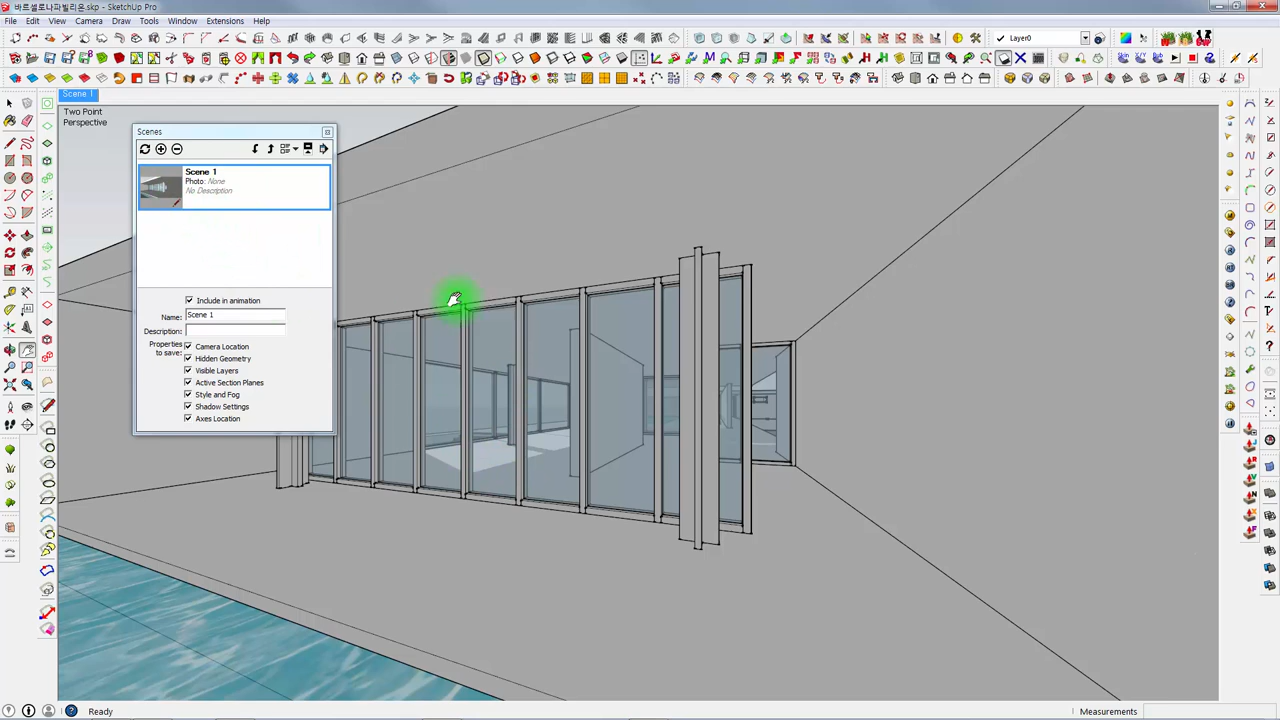 바르셀로나파빌리온.skp - SketchUp Pro
File Edit View Camera Draw Tools Window Extensions Help
Layer0
Scene 1
Two Point
Perspective
Scenes
Scene 1
Photo: None
No Description
Include in animation
Name: Scene 1
Description:
Properties
to save:
Camera Location
Hidden Geometry
Visible Layers
Active Section Planes
Style and Fog
Shadow Settings
Axes Location
Ready
Measurements